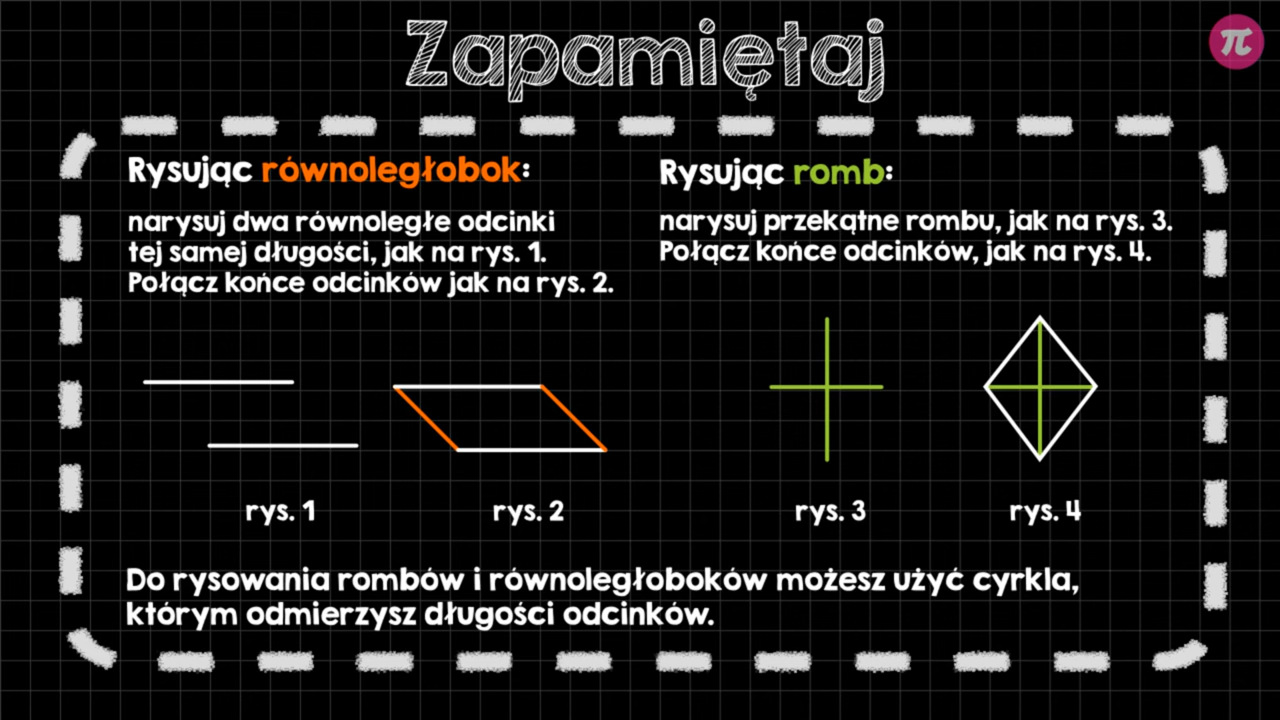 Zapamiętaj
π
Rysując równoległobok:
narysuj dwa równoległe odcinki
tej samej długości, jak na rys. 1.
Połącz końce odcinków jak na rys. 2.
Rysując romb:
narysuj przekątne rombu, jak na rys. 3.
Połącz końce odcinków, jak na rys. 4.
rys. 1
rys. 2
rys. 3
rys. 4
Do rysowania rombów i równoległoboków możesz użyć cyrkla,
którym odmierzysz długości odcinków.